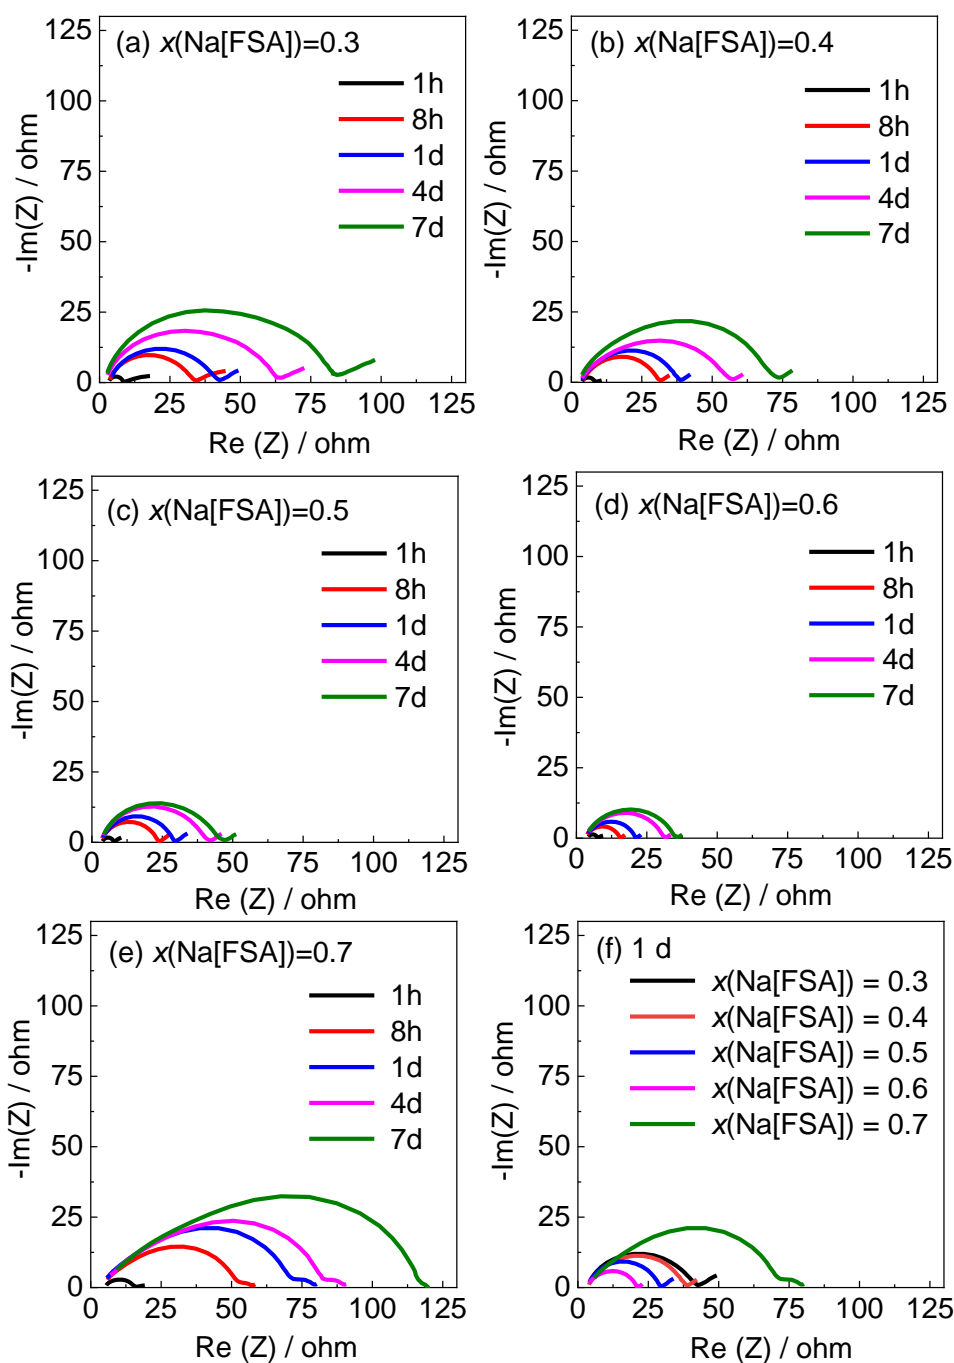 (a) x(Na[FSA])=0.3
1h
8h
1d
4d
7d
125
100
75
50
25
0
-Im(Z) / ohm
0 25 50 75 100 125
Re (Z) / ohm
(b) x(Na[FSA])=0.4
1h
8h
1d
4d
7d
125
100
75
50
25
0
-Im(Z) / ohm
0 25 50 75 100 125
Re (Z) / ohm
(c) x(Na[FSA])=0.5
1h
8h
1d
4d
7d
125
100
75
50
25
0
-Im(Z) / ohm
0 25 50 75 100 125
Re (Z) / ohm
(d) x(Na[FSA])=0.6
1h
8h
1d
4d
7d
125
100
75
50
25
0
-Im(Z) / ohm
0 25 50 75 100 125
Re (Z) / ohm
(e) x(Na[FSA])=0.7
1h
8h
1d
4d
7d
125
100
75
50
25
0
-Im(Z) / ohm
0 25 50 75 100 125
Re (Z) / ohm
(f) 1 d
x(Na[FSA]) = 0.3
x(Na[FSA]) = 0.4
x(Na[FSA]) = 0.5
x(Na[FSA]) = 0.6
x(Na[FSA]) = 0.7
125
100
75
50
25
0
-Im(Z) / ohm
0 25 50 75 100 125
Re (Z) / ohm